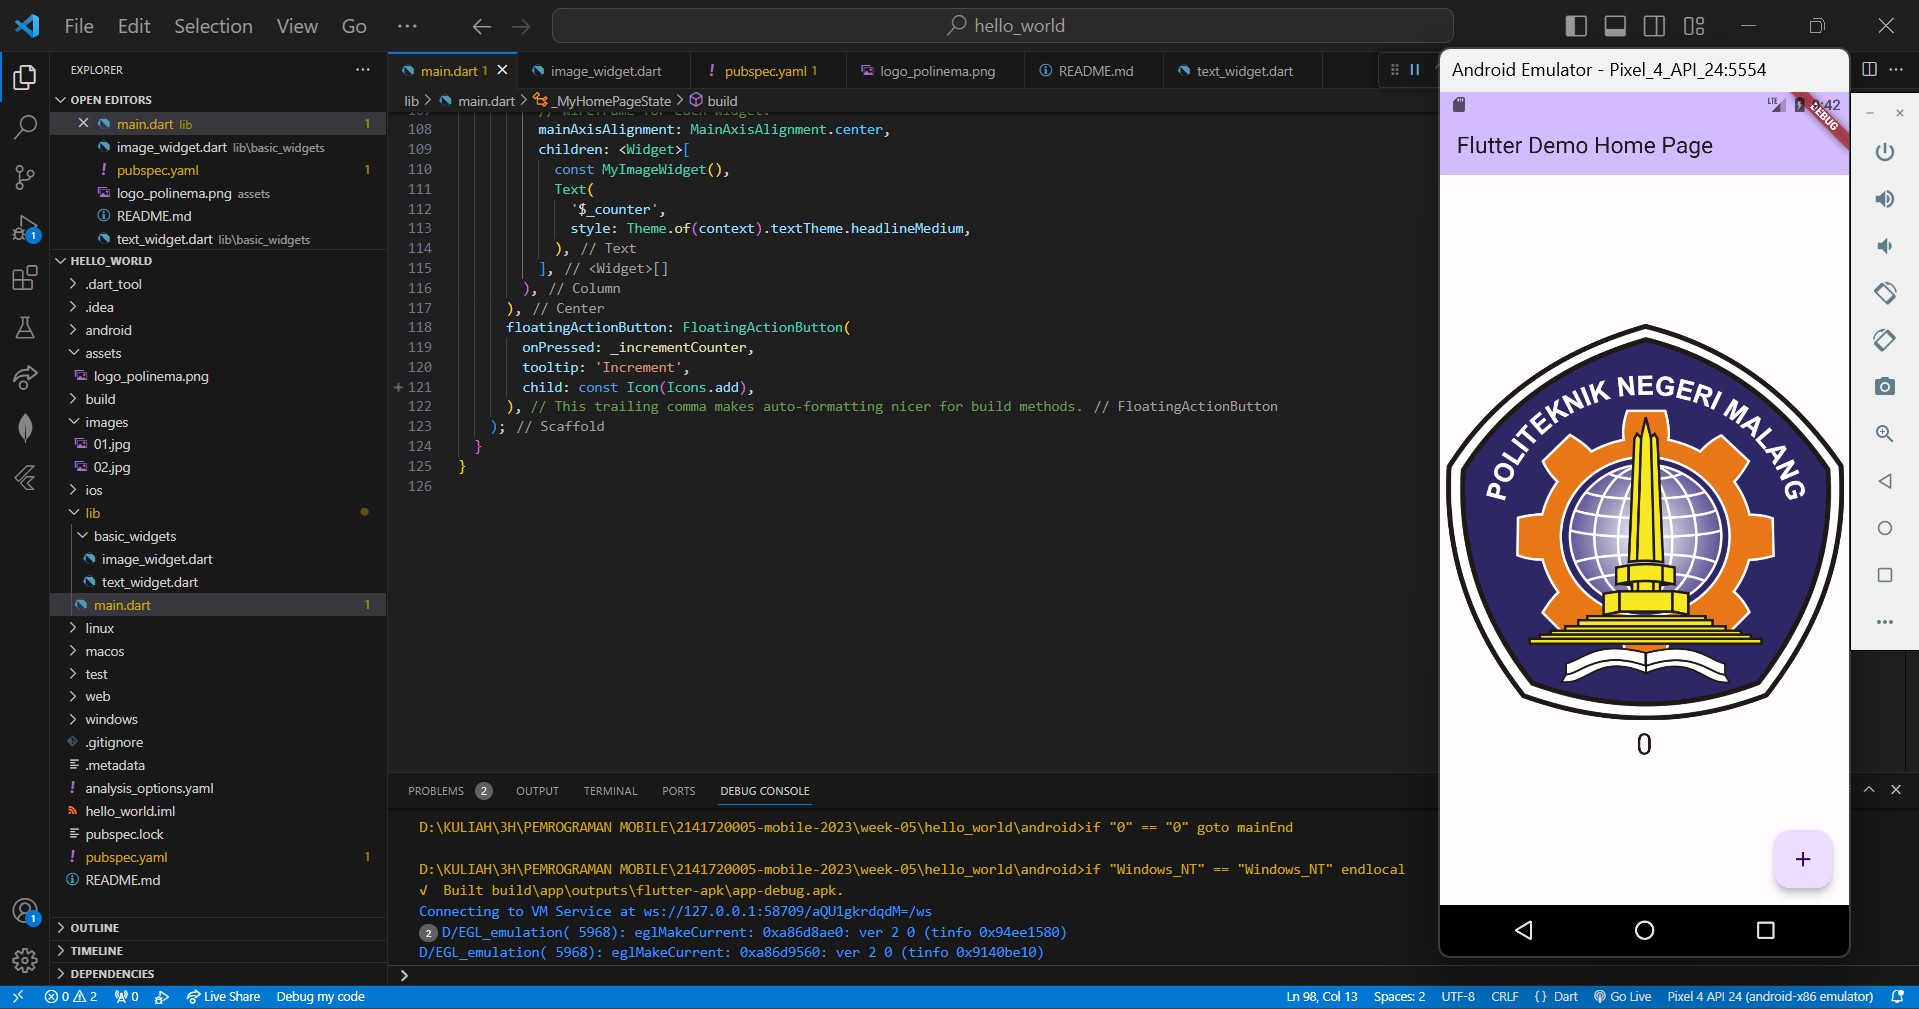 File Edit Selection View Go ···
hello_world
EXPLORER ···
OPEN EDITORS
main.dart lib 1
image_widget.dart lib\basic_widgets
! pubspec.yaml 1
logo_polinema.png assets
README.md
text_widget.dart lib\basic_widgets
HELLO_WORLD
.dart_tool
.idea
android
assets
logo_polinema.png
build
images
01.jpg
02.jpg
ios
lib
basic_widgets
image_widget.dart
text_widget.dart
main.dart 1
linux
macos
test
web
windows
.gitignore
.metadata
! analysis_options.yaml
hello_world.iml
pubspec.lock
! pubspec.yaml 1
README.md
OUTLINE
TIMELINE
DEPENDENCIES
1
1
main.dart 1 image_widget.dart ! pubspec.yaml 1 logo_polinema.png README.md text_widget.dart
lib > main.dart > _MyHomePageState > build
107 // wireframe for each widget.
108 mainAxisAlignment: MainAxisAlignment.center,
109 children: <Widget>[
110 const MyImageWidget(),
111 Text(
112 '$_counter',
113 style: Theme.of(context).textTheme.headlineMedium,
114 ), // Text
115 ], // <Widget>[]
116 ), // Column
117 ), // Center
118 floatingActionButton: FloatingActionButton(
119 onPressed: _incrementCounter,
120 tooltip: 'Increment',
121 child: const Icon(Icons.add),
122 ), // This trailing comma makes auto-formatting nicer for build methods. // FloatingActionButton
123 ); // Scaffold
124 }
125 }
126
PROBLEMS 2 OUTPUT TERMINAL PORTS DEBUG CONSOLE
D:\KULIAH\3H\PEMROGRAMAN MOBILE\2141720005-mobile-2023\week-05\hello_world\android>if "0" == "0" goto mainEnd
D:\KULIAH\3H\PEMROGRAMAN MOBILE\2141720005-mobile-2023\week-05\hello_world\android>if "Windows_NT" == "Windows_NT" endlocal
√ Built build\app\outputs\flutter-apk\app-debug.apk.
Connecting to VM Service at ws://127.0.0.1:58709/aQU1gkrdqdM=/ws
2 D/EGL_emulation( 5968): eglMakeCurrent: 0xa86d8ae0: ver 2 0 (tinfo 0x94ee1580)
D/EGL_emulation( 5968): eglMakeCurrent: 0xa86d9560: ver 2 0 (tinfo 0x9140be10)
>
Android Emulator - Pixel_4_API_24:5554
LTE :42
DEBUG
Flutter Demo Home Page
POLITEKNIK NEGERI MALANG
0
+
0 2 0 Live Share Debug my code Ln 98, Col 13 Spaces: 2 UTF-8 CRLF {} Dart Go Live Pixel 4 API 24 (android-x86 emulator)